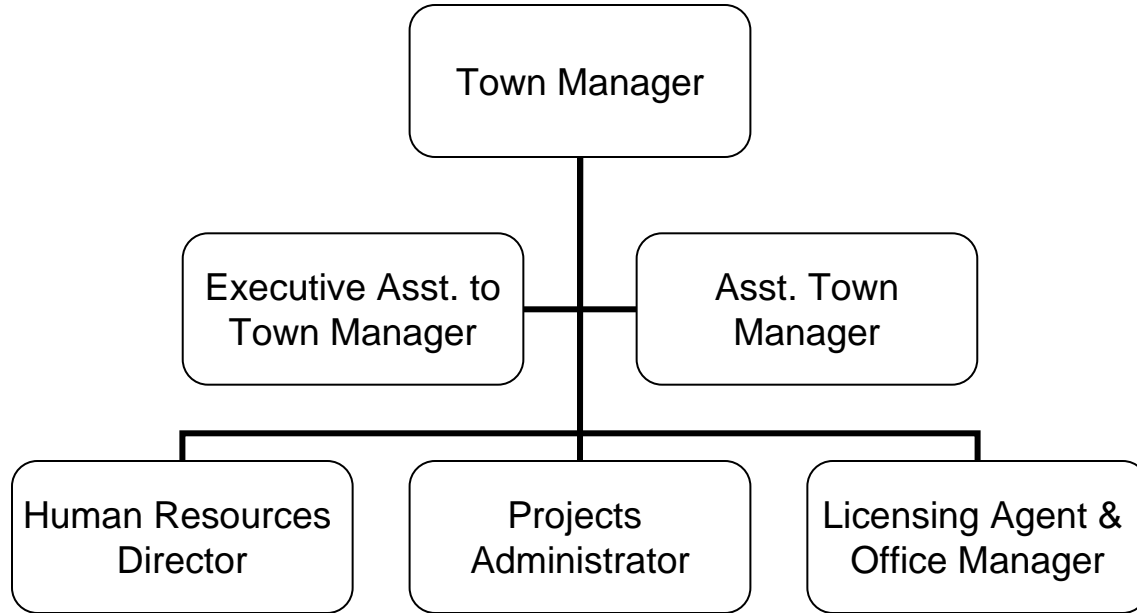 Town Manager
Executive Asst. to
Town Manager
Asst. Town
Manager
Human Resources
Director
Projects
Administrator
Licensing Agent &
Office Manager